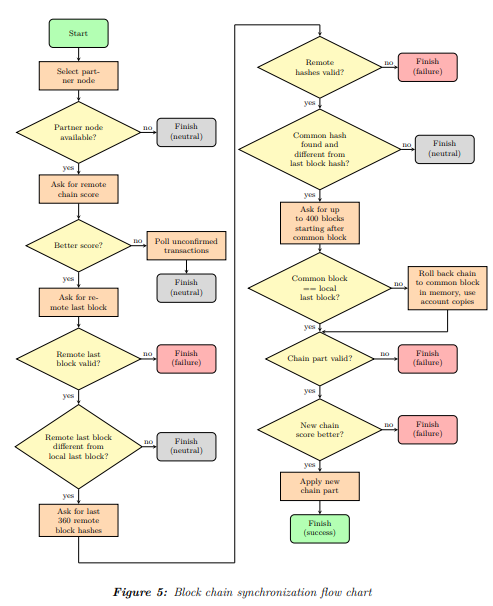 Start
Select part-
ner node
Partner node
available?
no
Finish
(neutral)
yes
Ask for remote
chain score
Better score?
no
Poll unconfirmed
transactions
Finish
(neutral)
yes
Ask for re-
mote last block
Remote last
block valid?
no
Finish
(failure)
yes
Remote last block
different from
local last block?
no
Finish
(neutral)
yes
Ask for last
360 remote
block hashes
Remote
hashes valid?
no
Finish
(failure)
yes
Common hash
found and
different from
last block hash?
no
Finish
(neutral)
yes
Ask for up
to 400 blocks
starting after
common block
Common block
== local
last block?
no
Roll back chain
to common block
in memory, use
account copies
yes
Chain part valid?
no
Finish
(failure)
yes
New chain
score better?
no
Finish
(failure)
yes
Apply new
chain part
Finish
(success)
Figure 5: Block chain synchronization flow chart